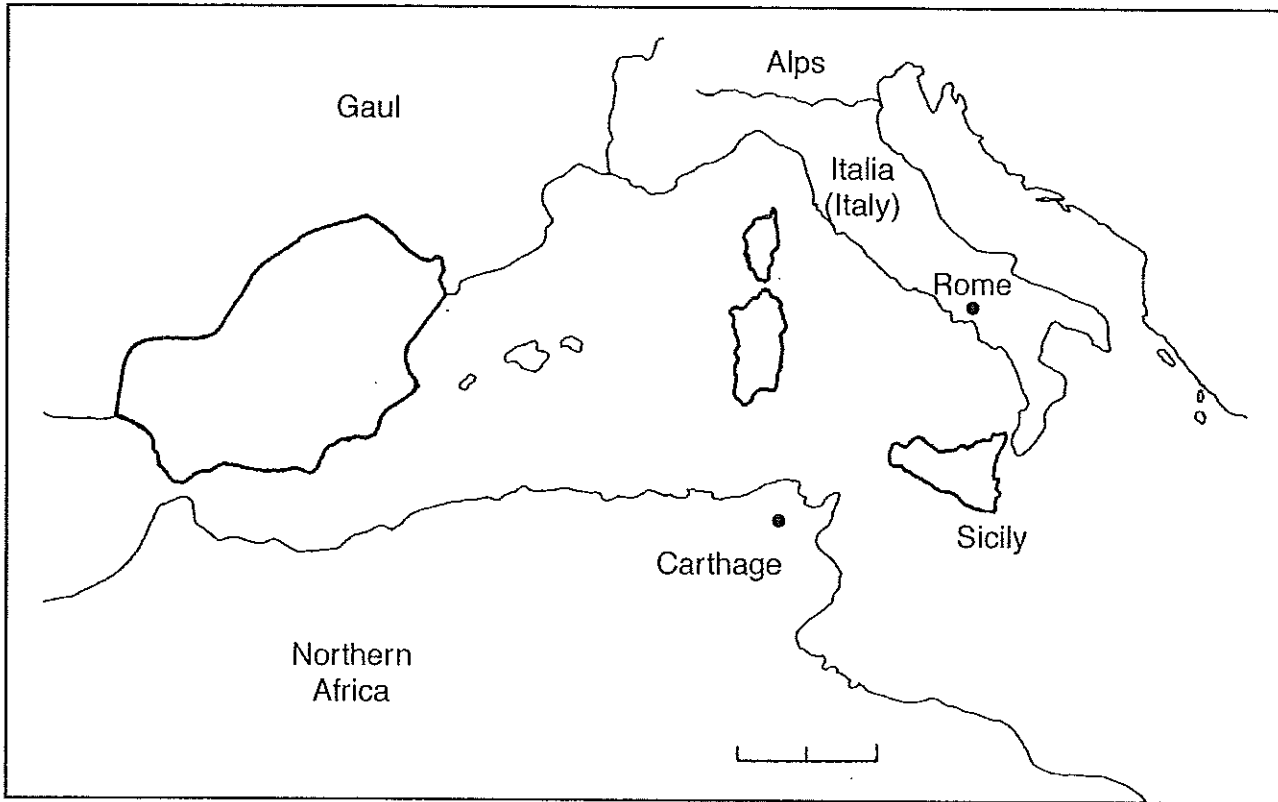 Alps
Gaul
Italia
(Italy)
Rome
Sicily
Carthage
Northern
Africa